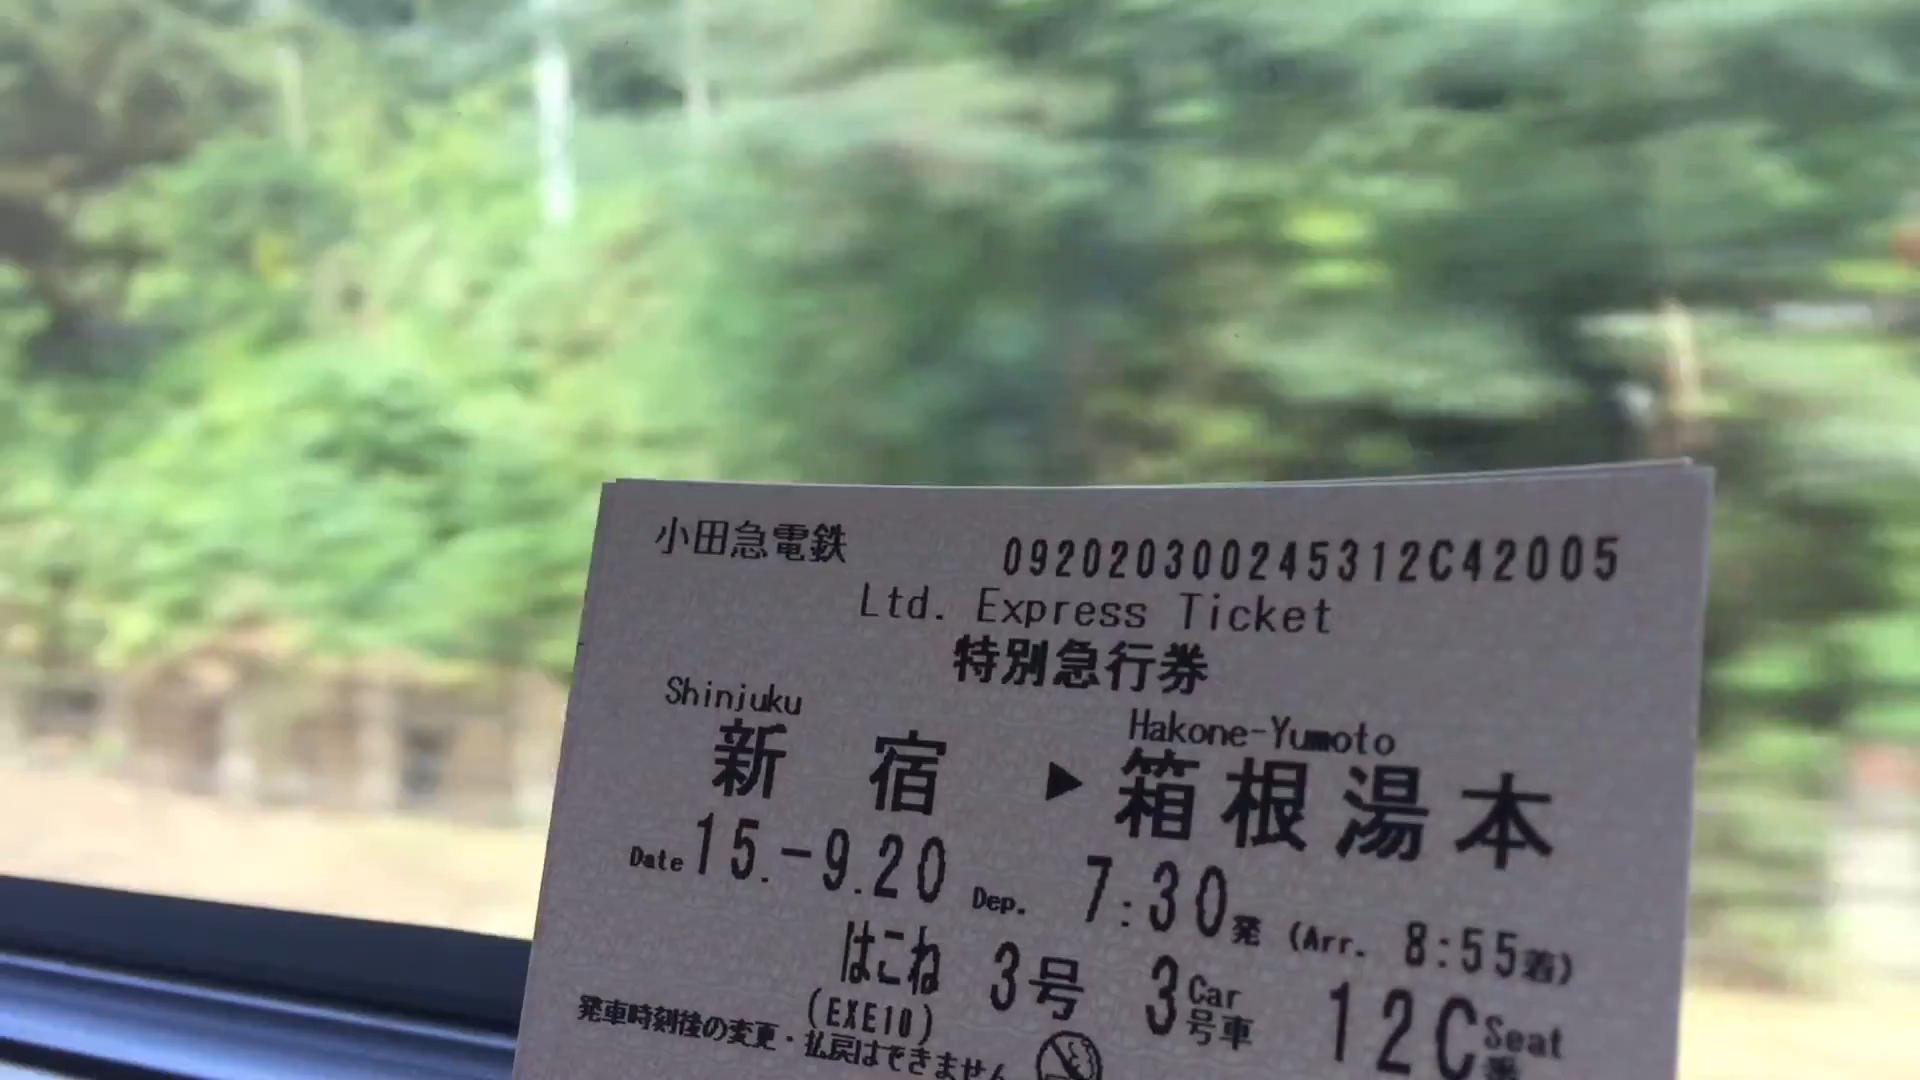 小田急電鉄 092020300245312C42005
Ltd. Express Ticket
特別急行券
Shinjuku Hakone-Yumoto
新宿 ▶ 箱根湯本
Date 15.-9.20 Dep. 7:30発 (Arr. 8:55着)
はこね 3号 3 Car 号車 12C Seat 番
(EXE10)
発車時刻後の変更・払戻はできません